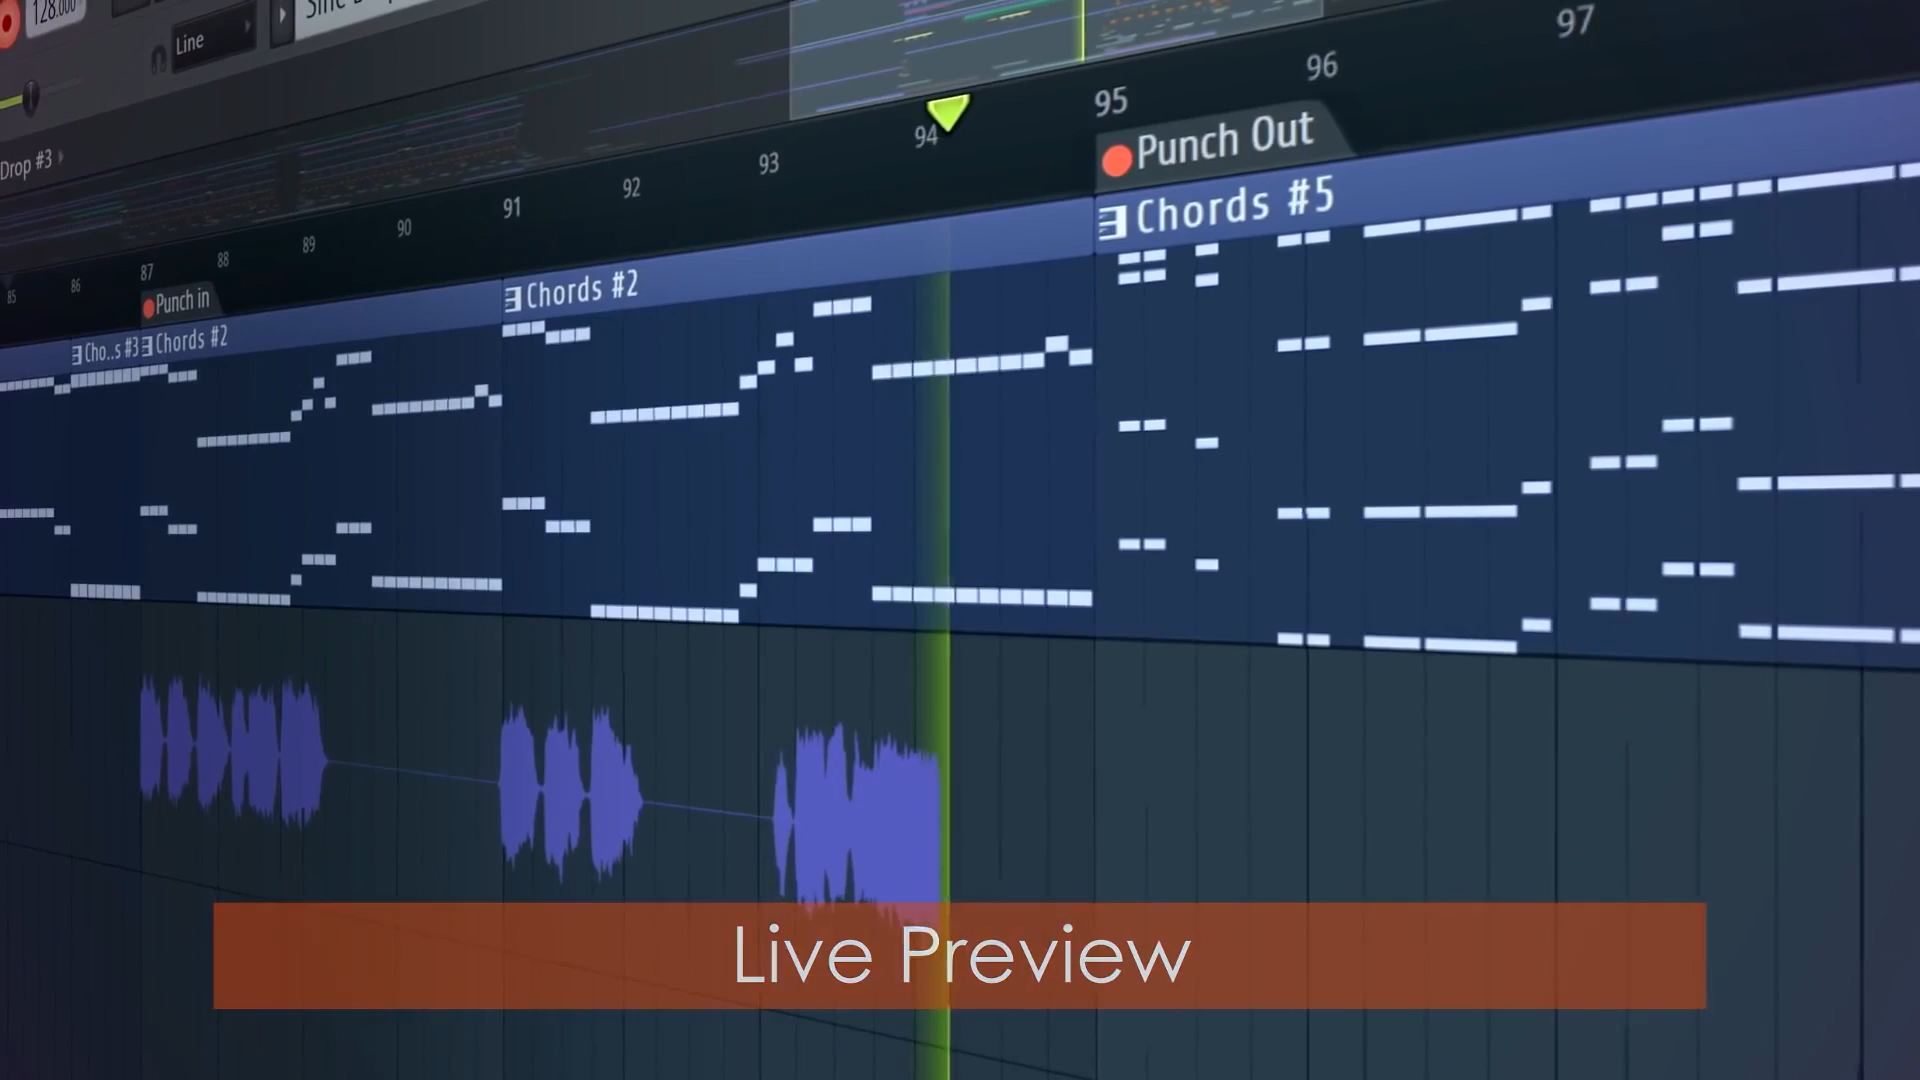 128.000
Line
Drop #3
97
96
95
94
93
92
91
90
89
88
87
86
85
Punch Out
Chords #5
Punch in
Chords #2
Cho..s #3
Chords #2
Live Preview